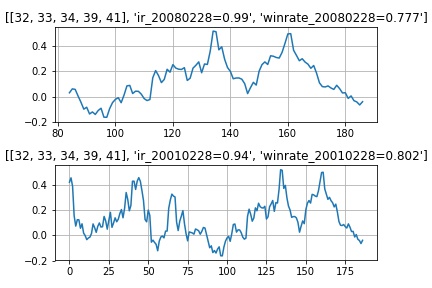 [[32, 33, 34, 39, 41], 'ir_20080228=0.99', 'winrate_20080228=0.777']
0.4
0.2
0.0
−0.2
80 100 120 140 160 180
[[32, 33, 34, 39, 41], 'ir_20010228=0.94', 'winrate_20010228=0.802']
0.4
0.2
0.0
−0.2
0 25 50 75 100 125 150 175